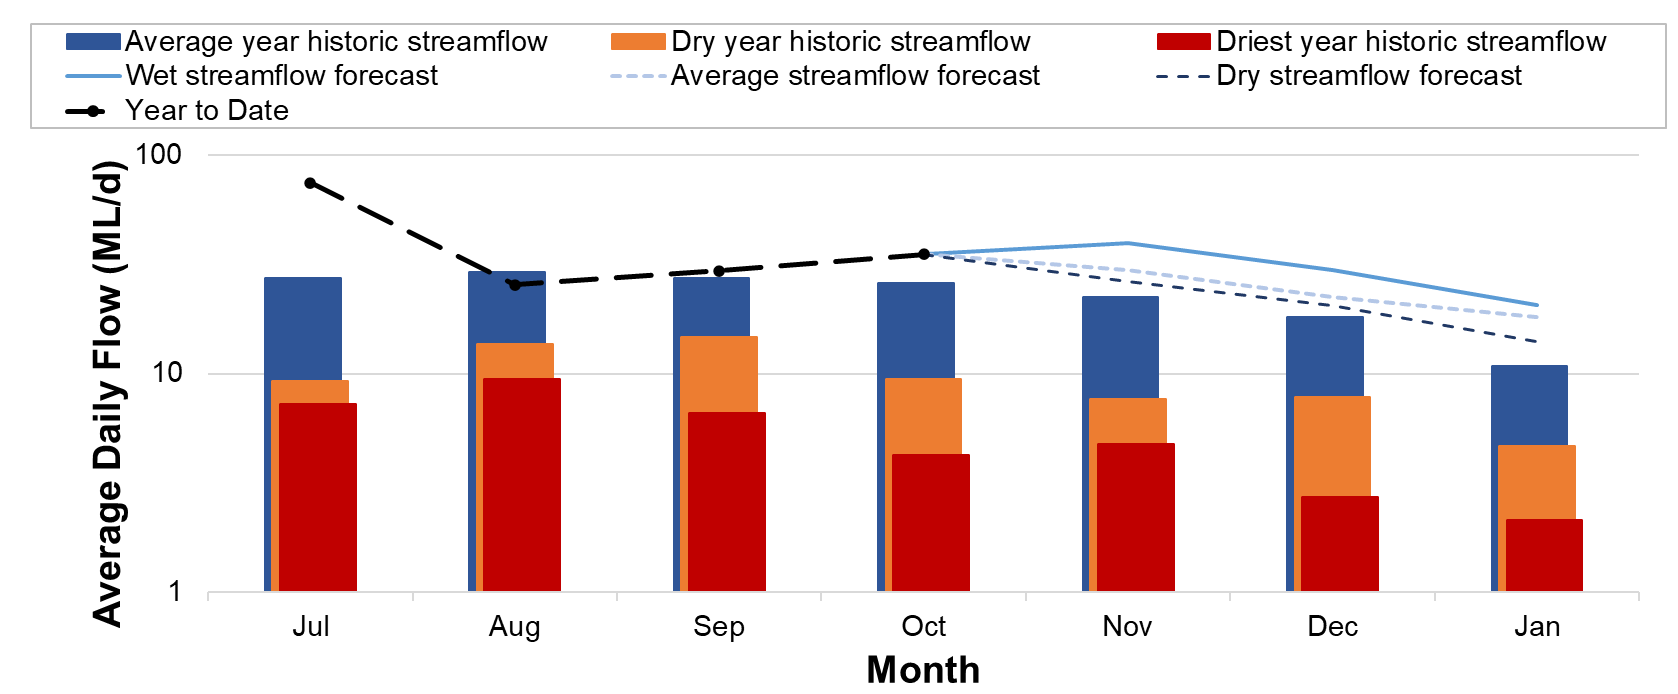 Average year historic streamflow Dry year historic streamflow Driest year historic streamflow
Wet streamflow forecast Average streamflow forecast Dry streamflow forecast
Year to Date
Average Daily Flow (ML/d)
100
10
1
Jul Aug Sep Oct Nov Dec Jan
Month